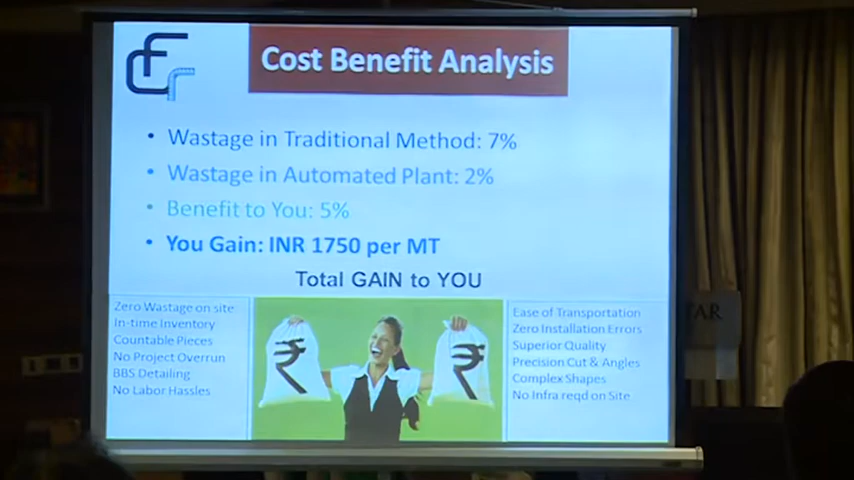 Cost Benefit Analysis
• Wastage in Traditional Method: 7%
• Wastage in Automated Plant: 2%
• Benefit to You: 5%
• You Gain: INR 1750 per MT
Total GAIN to YOU
Zero Wastage on site
In-time Inventory
Countable Pieces
No Project Overrun
BBS Detailing
No Labor Hassles
₹
₹
Ease of Transportation
Zero Installation Errors
Superior Quality
Precision Cut & Angles
Complex Shapes
No Infra reqd on Site
TAR